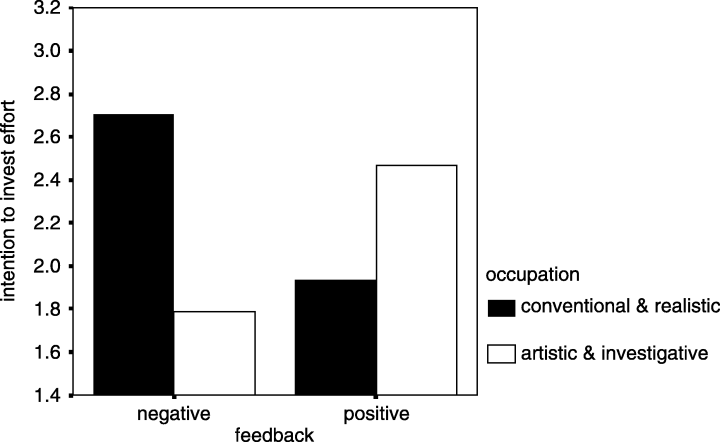 intention to invest effort
3.2
3.0
2.8
2.6
2.4
2.2
2.0
1.8
1.6
1.4
negative
positive
feedback
occupation
conventional & realistic
artistic & investigative